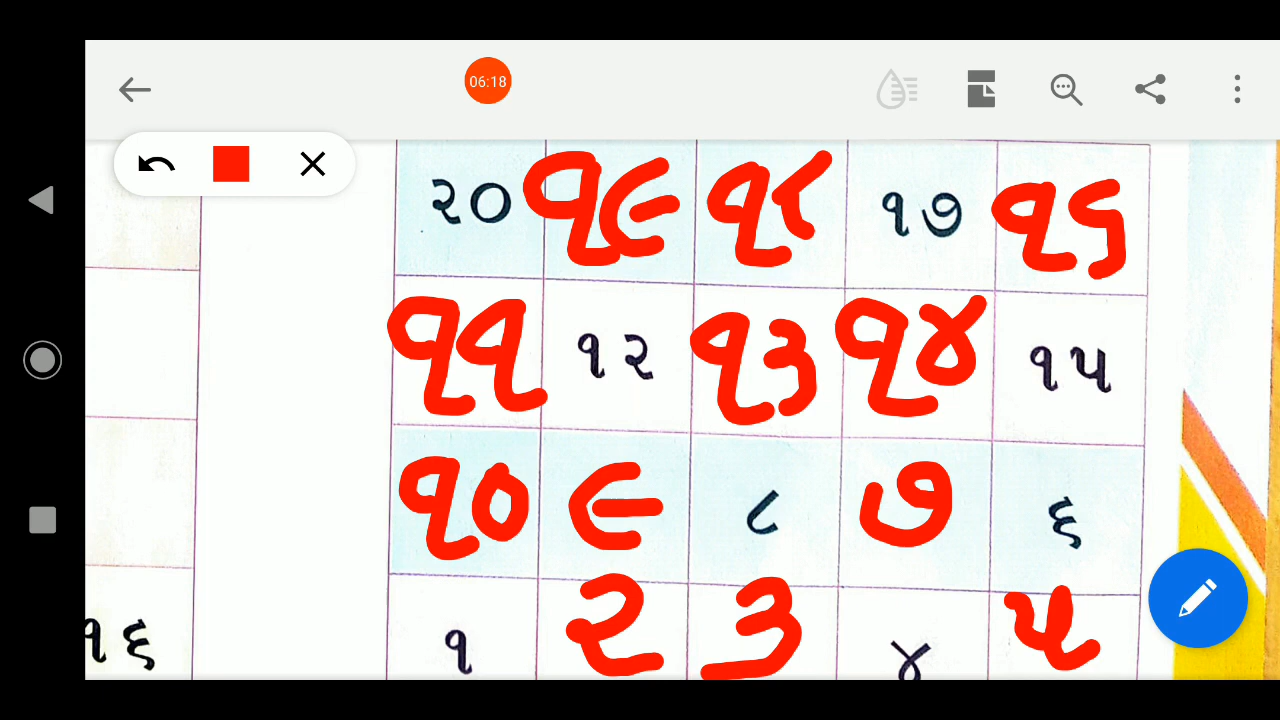 06:18
૨૦ ૧૯ ૧૮ ૧૭ ૧૬
૧૧ ૧૨ ૧૩ ૧૪ ૧૫
૧૦ ૯ ૮ ૭ ૬
૧૬ ૧ ૨ ૩ ૪ ૫